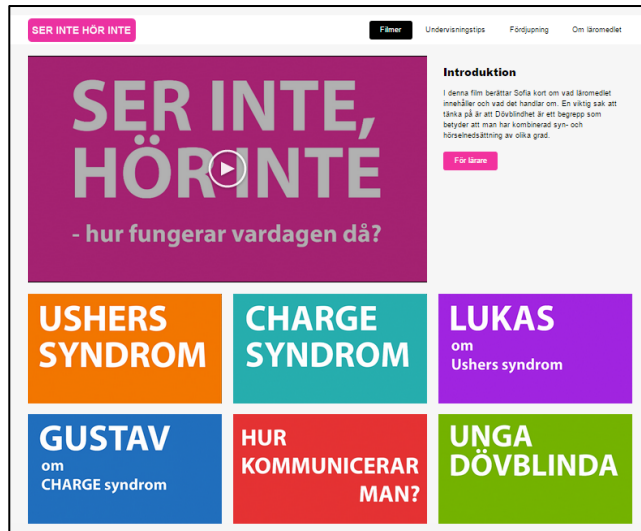 SER INTE HÖR INTE
Filmer
Undervisningstips
Fördjupning
Om läromedlet
SER INTE,
HÖR INTE
- hur fungerar vardagen då?
Introduktion
I denna film berättar Sofia kort om vad läromedlet
innehåller och vad det handlar om. En viktig sak att
tänka på är att Dövblindhet är ett begrepp som
betyder att man har kombinerad syn- och
hörselnedsättning av olika grad.
För lärare
USHERS
SYNDROM
CHARGE
SYNDROM
LUKAS
om
Ushers syndrom
GUSTAV
om
CHARGE syndrom
HUR
KOMMUNICERAR
MAN?
UNGA
DÖVBLINDA